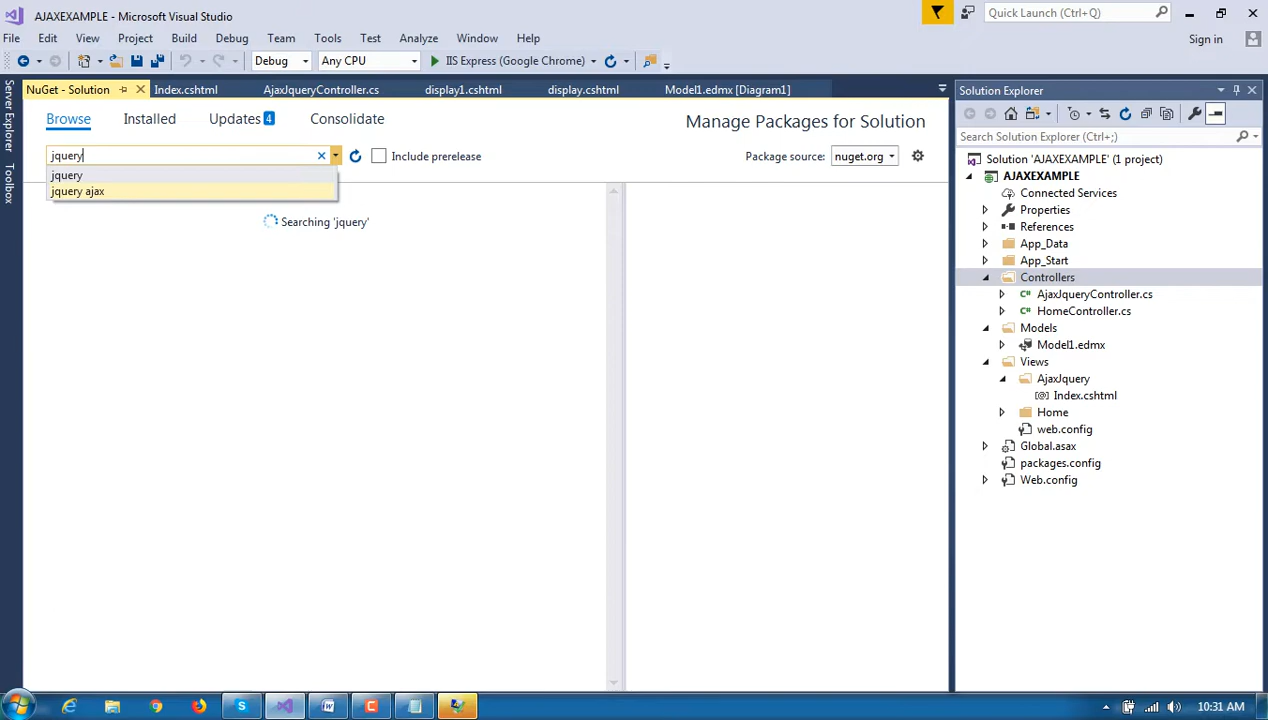 AJAXEXAMPLE - Microsoft Visual Studio
Quick Launch (Ctrl+Q)
File Edit View Project Build Debug Team Tools Test Analyze Window Help
Sign in
Debug Any CPU IIS Express (Google Chrome)
Server Explorer
Toolbox
NuGet - Solution Index.cshtml AjaxJqueryController.cs display1.cshtml display.cshtml Model1.edmx [Diagram1]
Browse Installed Updates 4 Consolidate
Manage Packages for Solution
jquery
Include prerelease
Package source: nuget.org
jquery
jquery ajax
Searching 'jquery'
Solution Explorer
Search Solution Explorer (Ctrl+;)
Solution 'AJAXEXAMPLE' (1 project)
AJAXEXAMPLE
Connected Services
Properties
References
App_Data
App_Start
Controllers
C# AjaxJqueryController.cs
C# HomeController.cs
Models
Model1.edmx
Views
AjaxJquery
[@] Index.cshtml
Home
web.config
Global.asax
packages.config
Web.config
10:31 AM